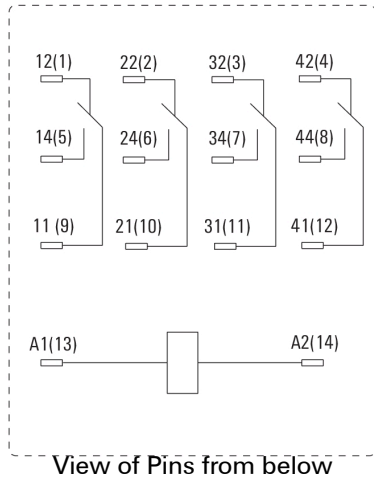 12(1) 22(2) 32(3) 42(4)
14(5) 24(6) 34(7) 44(8)
11 (9) 21(10) 31(11) 41(12)
A1(13) A2(14)
View of Pins from below